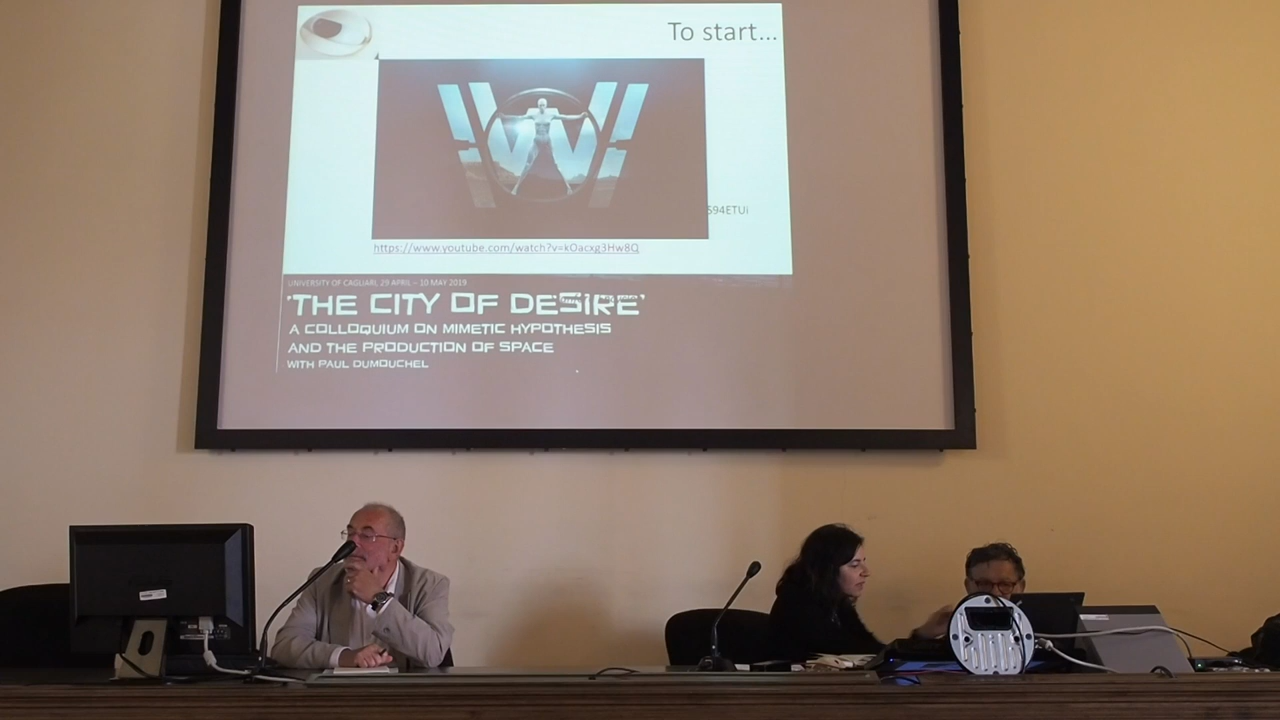 To start...
S94ETUi
https://www.youtube.com/watch?v=kOacxg3Hw8Q
UNIVERSITY OF CAGLIARI, 29 APRIL – 10 MAY 2019
'THE CITY OF DESIRE'
A COLLOQUIUM ON MIMETIC HYPOTHESIS
AND THE PRODUCTION OF SPACE
WITH PAUL DUMOUCHEL